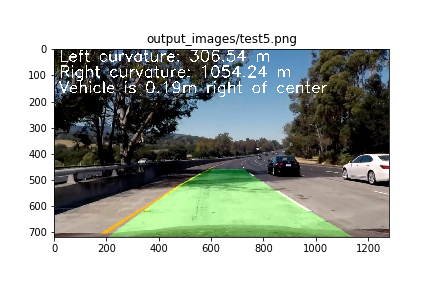 output_images/test5.png
Left curvature: 306.54 m
Right curvature: 1054.24 m
Vehicle is 0.19m right of center
0
100
200
300
400
500
600
700
0 200 400 600 800 1000 1200